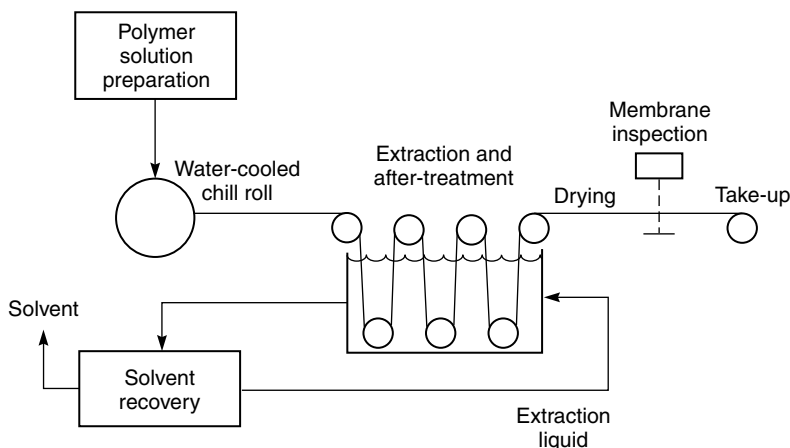 Polymer
solution
preparation
Water-cooled
chill roll
Extraction and
after-treatment
Membrane
inspection
Drying
Take-up
Solvent
Solvent
recovery
Extraction
liquid